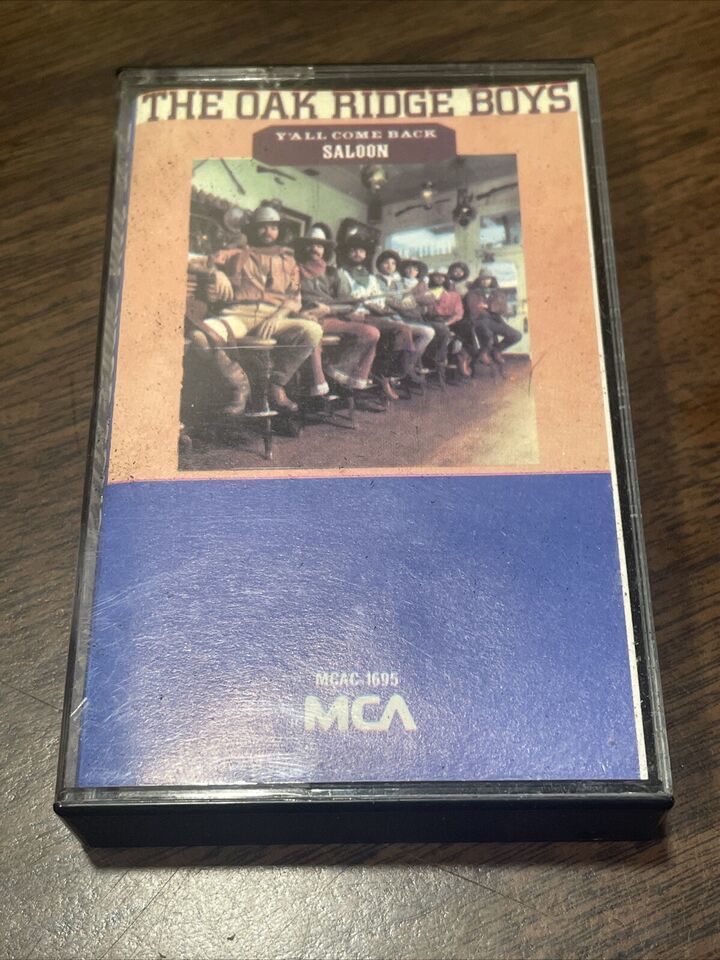 THE OAK RIDGE BOYS
Y'ALL COME BACK
SALOON
MCAC-1695
MCA